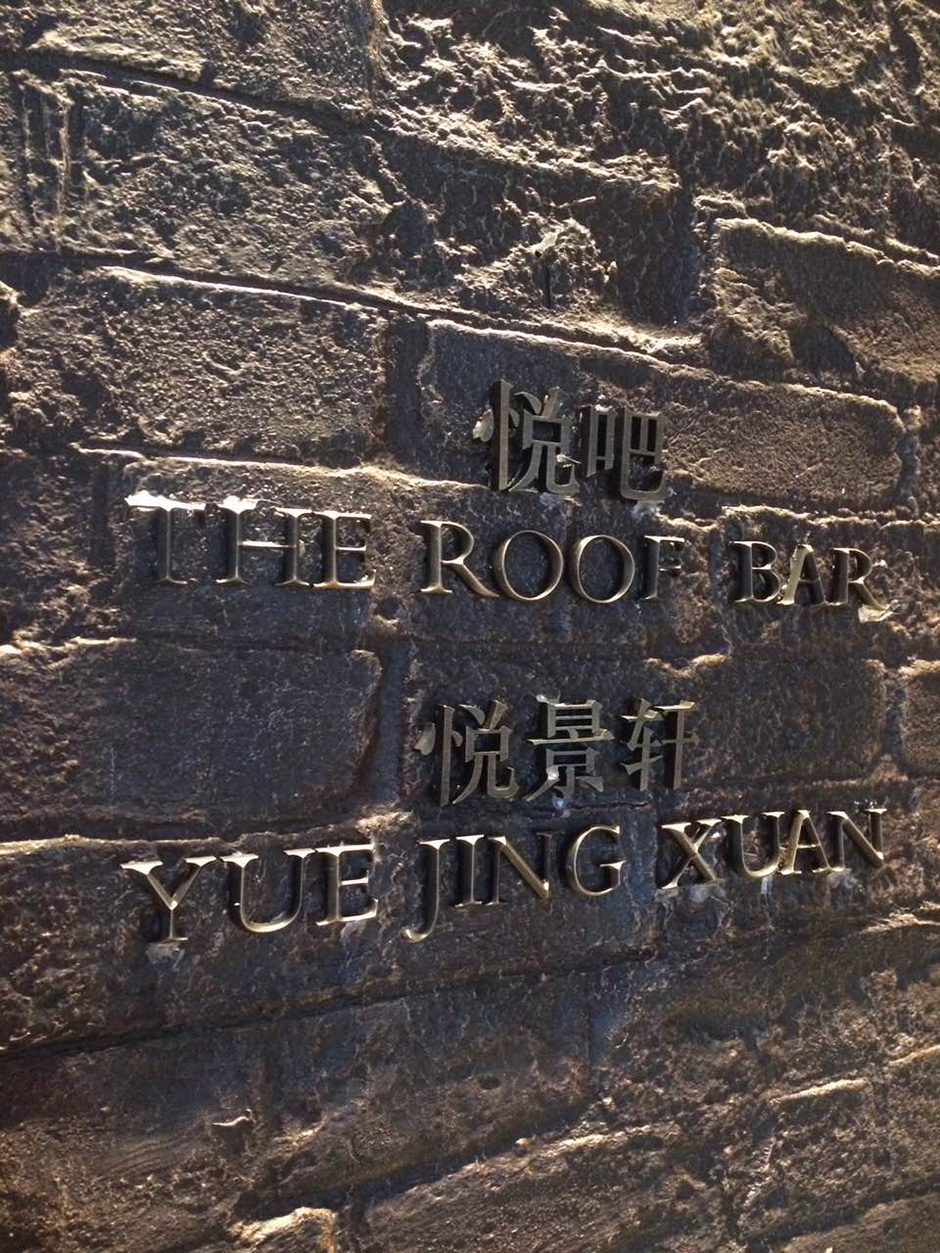 悦吧
THE ROOF BAR
悦景轩
YUE JING XUAN